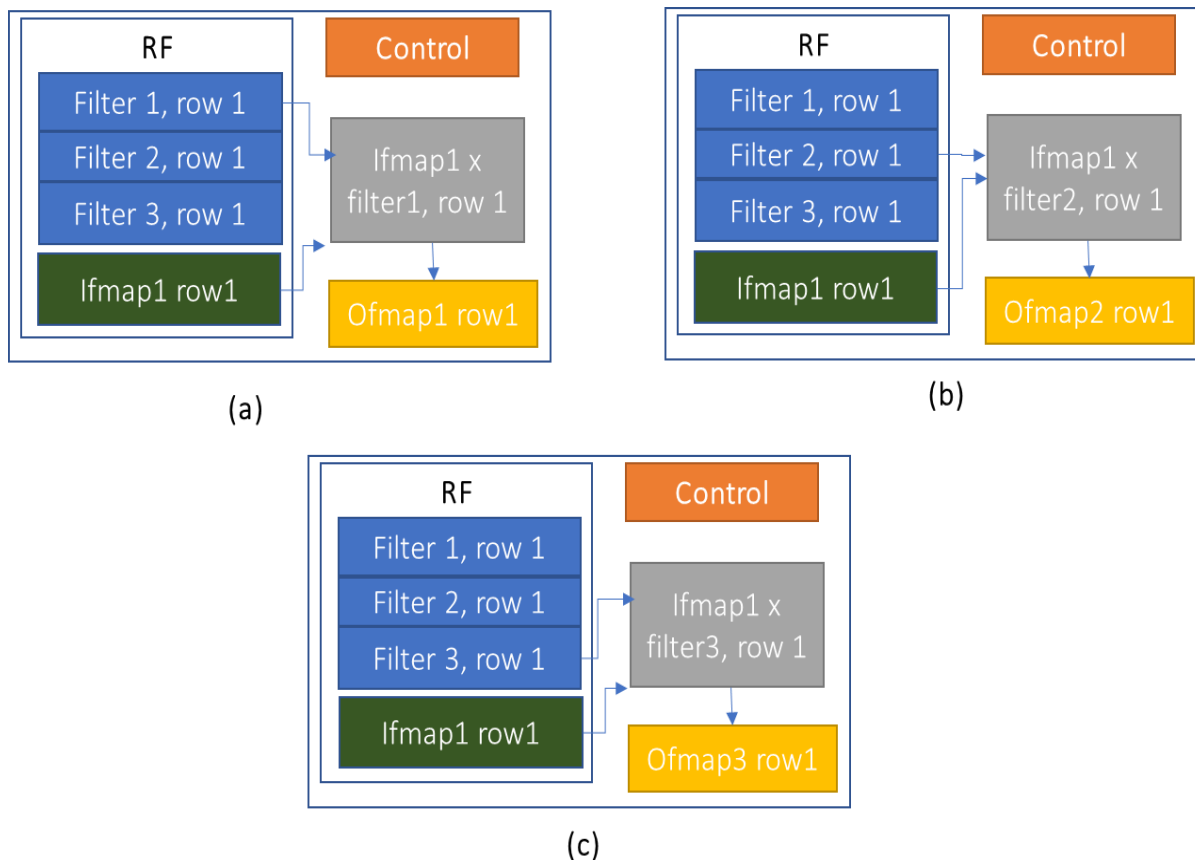 RF
Control
Filter 1, row 1
Filter 2, row 1
Filter 3, row 1
Ifmap1 x
filter1, row 1
Ifmap1 row1
Ofmap1 row1
(a)
RF
Control
Filter 1, row 1
Filter 2, row 1
Filter 3, row 1
Ifmap1 x
filter2, row 1
Ifmap1 row1
Ofmap2 row1
(b)
RF
Control
Filter 1, row 1
Filter 2, row 1
Filter 3, row 1
Ifmap1 x
filter3, row 1
Ifmap1 row1
Ofmap3 row1
(c)